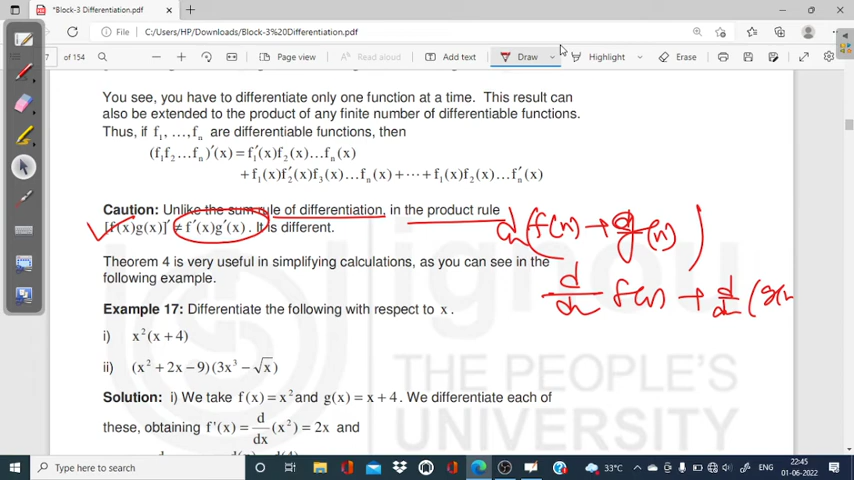 Block-3 Differentiation.pdf
File
C:/Users/HP/Downloads/Block-3%20Differentiation.pdf
7 of 154
Page view
Read aloud
Add text
Draw
Highlight
Erase
You see, you have to differentiate only one function at a time. This result can
also be extended to the product of any finite number of differentiable functions.
Thus, if f₁, …, fₙ are differentiable functions, then
(f₁f₂…fₙ)′(x) = f₁′(x)f₂(x)…fₙ(x)
+ f₁(x)f₂′(x)f₃(x)…fₙ(x) + ⋯ + f₁(x)f₂(x)…fₙ′(x)
Caution: Unlike the sum rule of differentiation, in the product rule
[f(x)g(x)]′ ≠ f′(x)g′(x). It is different.
Theorem 4 is very useful in simplifying calculations, as you can see in the
following example.
d/dx f(x) + d/dx (g(x
Example 17: Differentiate the following with respect to x.
i) x²(x + 4)
ii) (x² + 2x − 9)(3x³ − √x)
Solution: i) We take f(x) = x² and g(x) = x + 4. We differentiate each of
these, obtaining f'(x) = d/dx (x²) = 2x and
ignou
THE PEOPLE'S
UNIVERSITY
Type here to search
33°C
ENG
22:45
01-06-2022